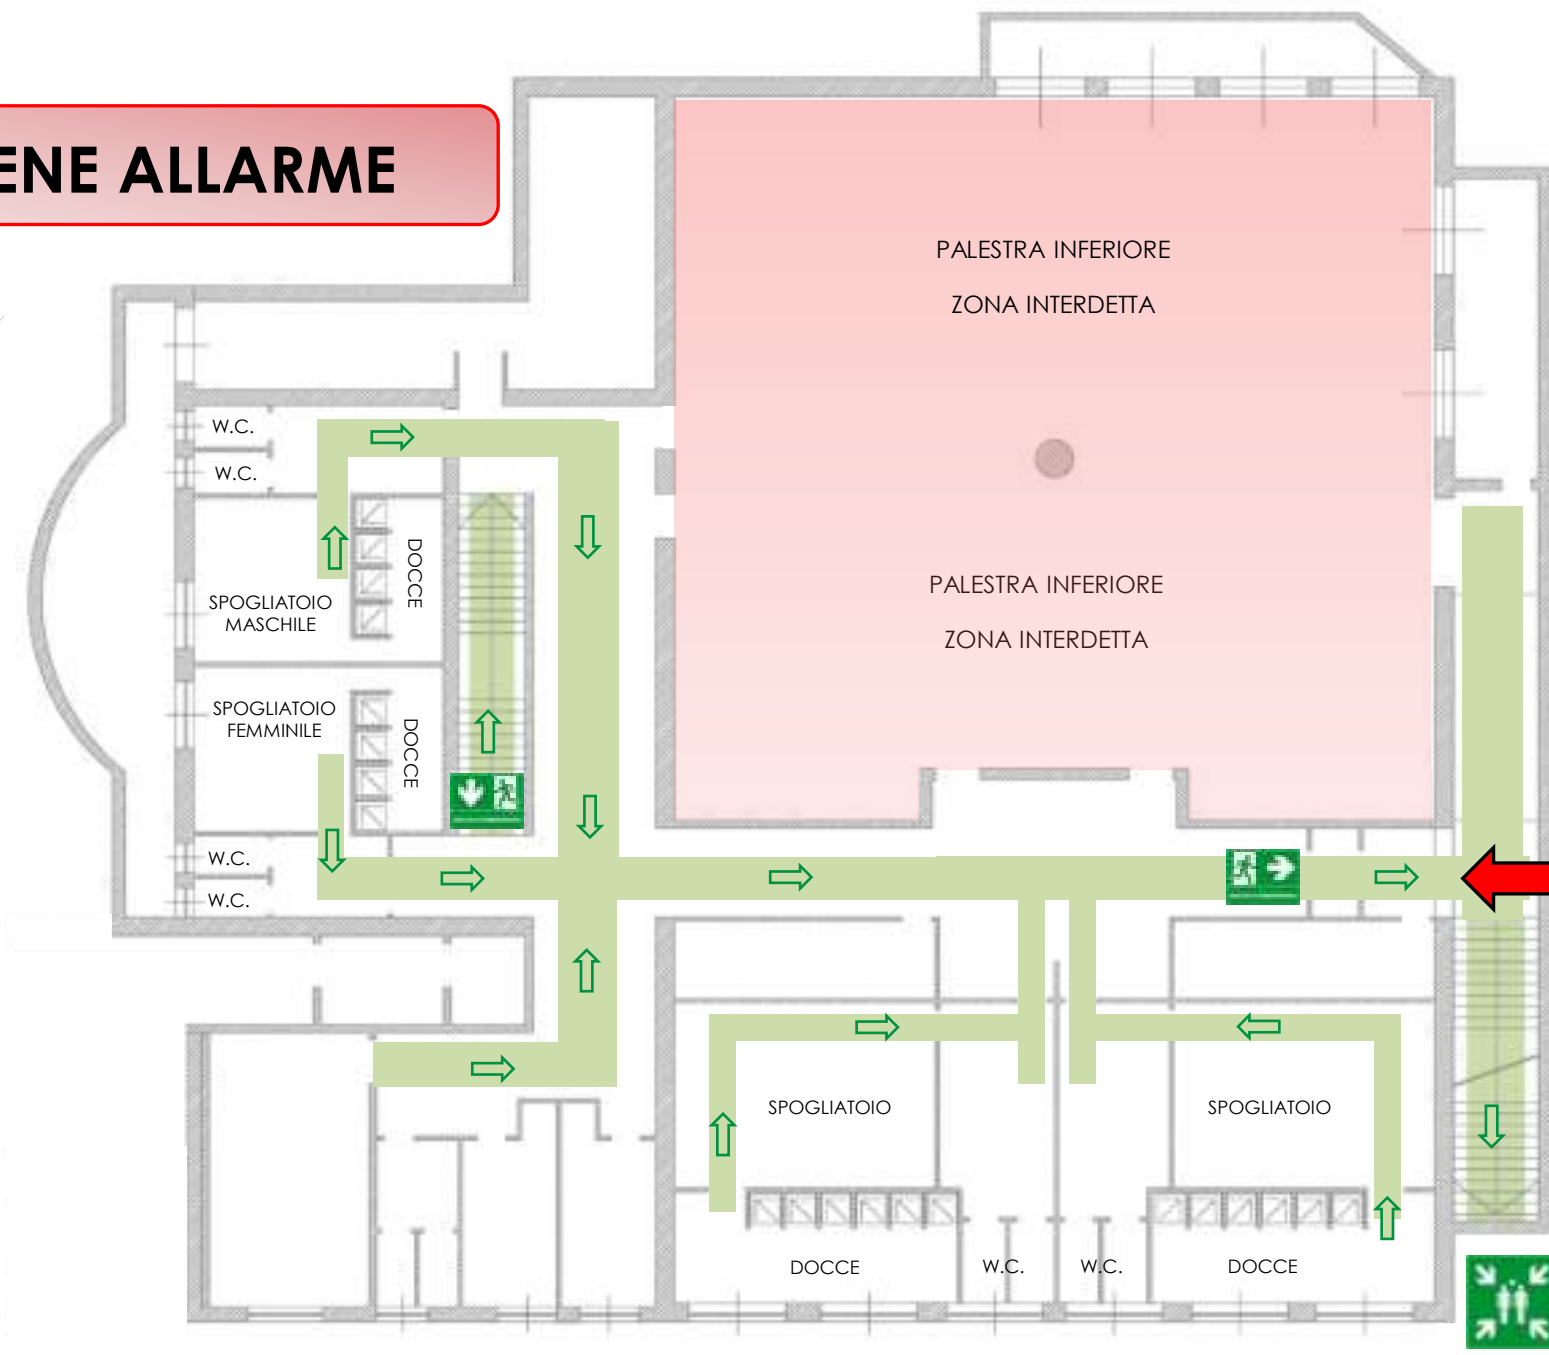 ENE ALLARME
PALESTRA INFERIORE
ZONA INTERDETTA
W.C.
W.C.
DOCCE
PALESTRA INFERIORE
ZONA INTERDETTA
SPOGLIATOIO
MASCHILE
SPOGLIATOIO
FEMMINILE
DOCCE
W.C.
W.C.
SPOGLIATOIO
SPOGLIATOIO
DOCCE
W.C.
W.C.
DOCCE